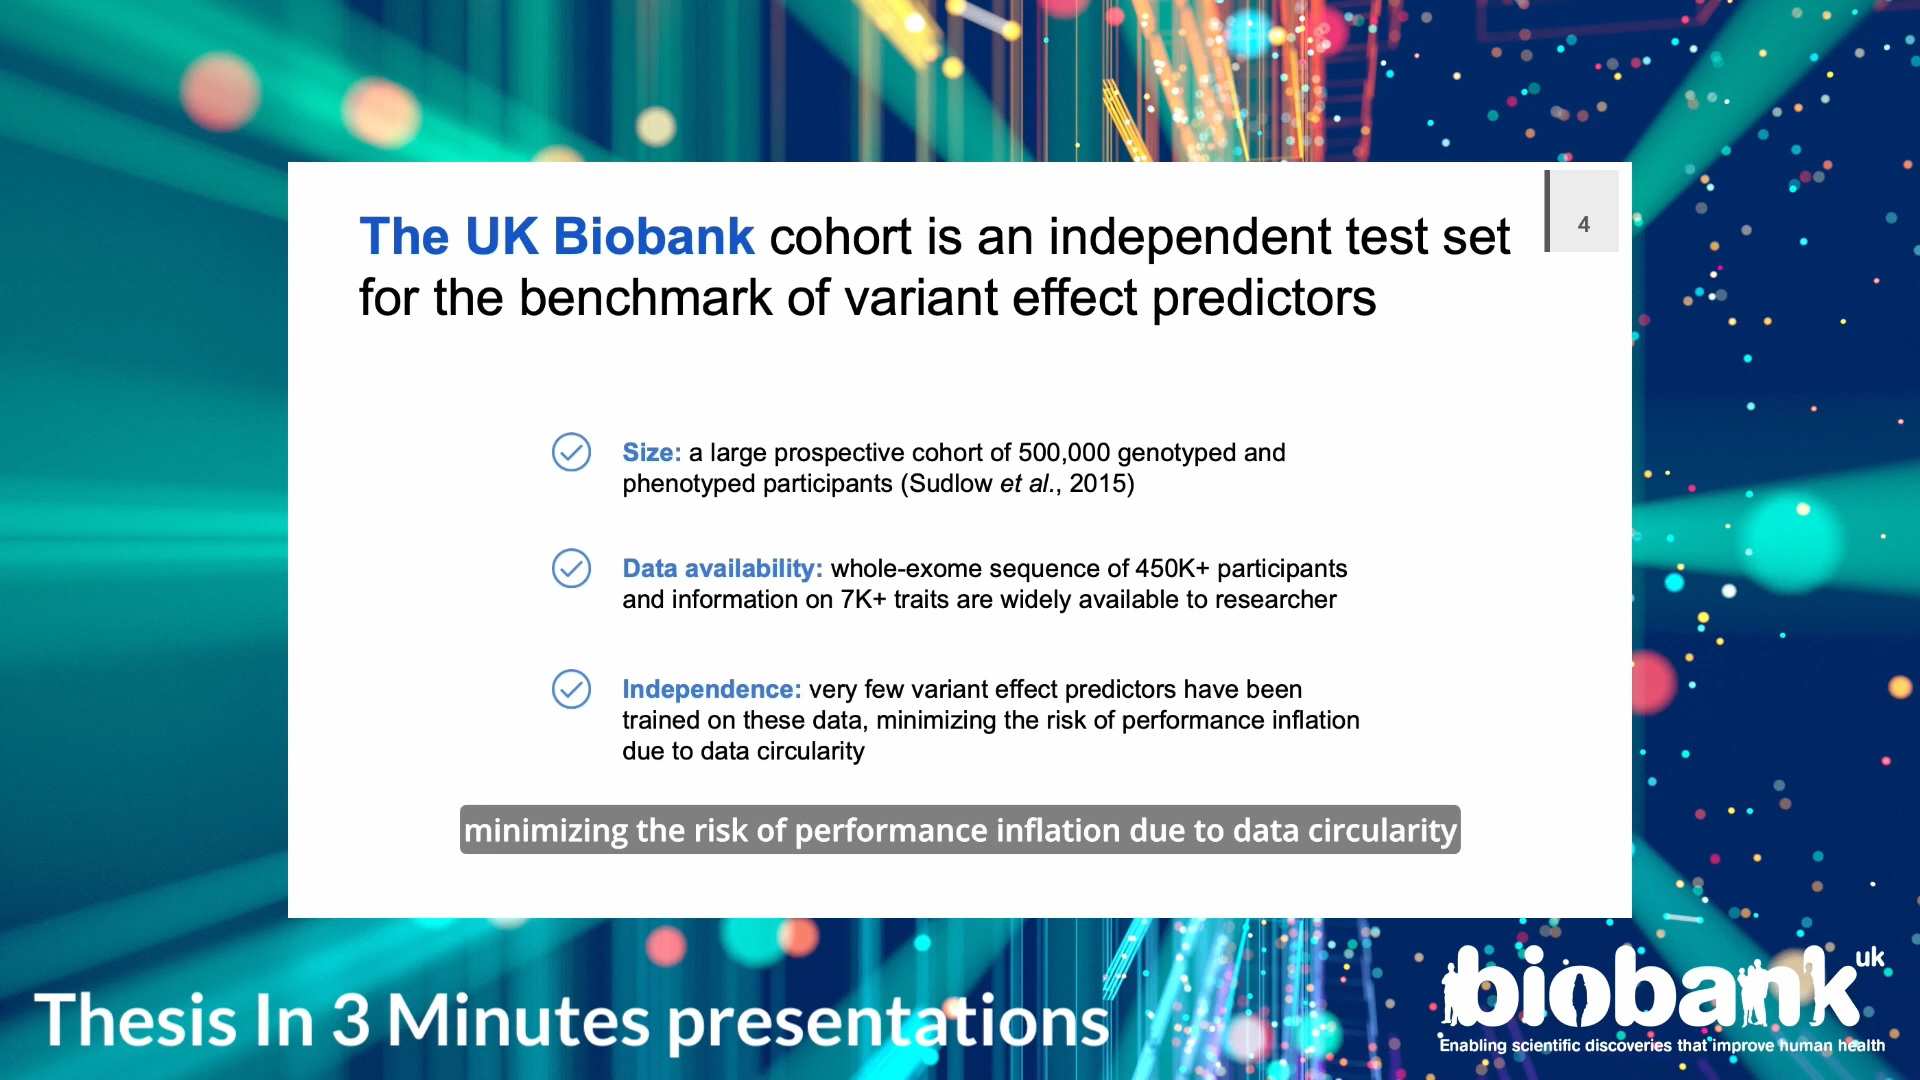 The UK Biobank cohort is an independent test set
for the benchmark of variant effect predictors
4
Size: a large prospective cohort of 500,000 genotyped and
phenotyped participants (Sudlow et al., 2015)
Data availability: whole-exome sequence of 450K+ participants
and information on 7K+ traits are widely available to researcher
Independence: very few variant effect predictors have been
trained on these data, minimizing the risk of performance inflation
due to data circularity
minimizing the risk of performance inflation due to data circularity
Thesis In 3 Minutes presentations
biobank uk
Enabling scientific discoveries that improve human health